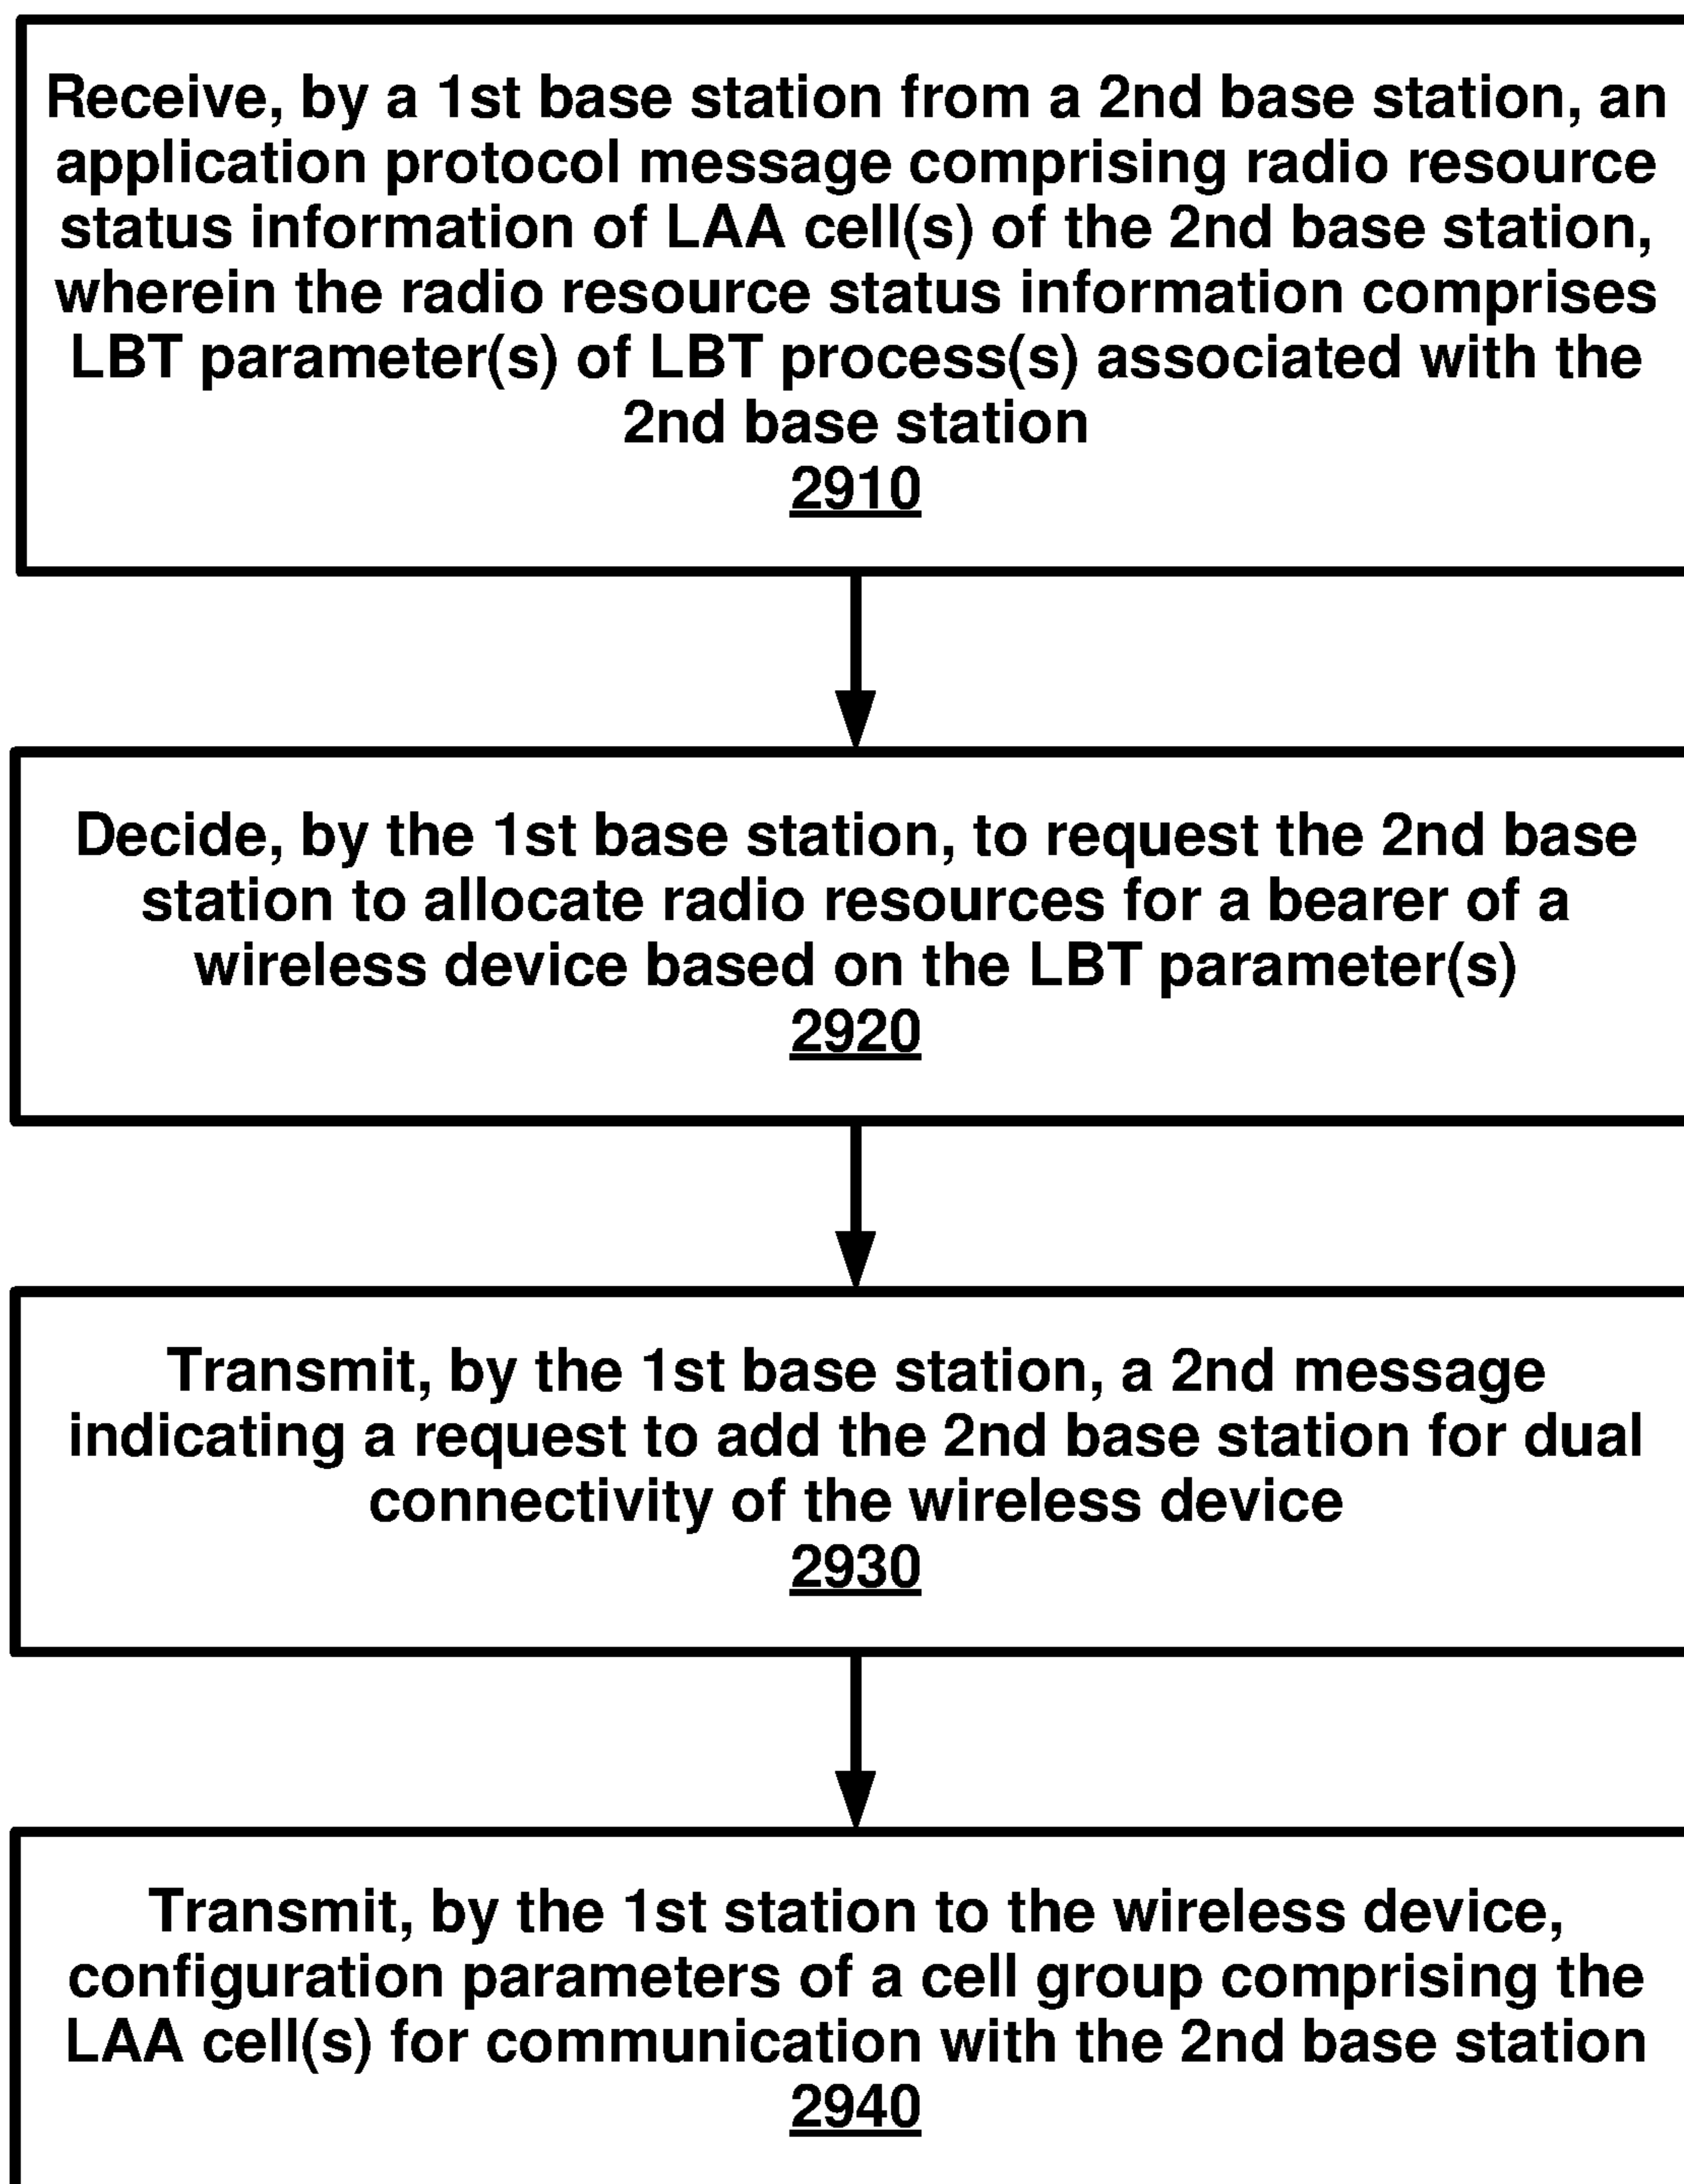 Receive, by a 1st base station from a 2nd base station, an
application protocol message comprising radio resource
status information of LAA cell(s) of the 2nd base station,
wherein the radio resource status information comprises
LBT parameter(s) of LBT process(s) associated with the
2nd base station
2910
Decide, by the 1st base station, to request the 2nd base
station to allocate radio resources for a bearer of a
wireless device based on the LBT parameter(s)
2920
Transmit, by the 1st base station, a 2nd message
indicating a request to add the 2nd base station for dual
connectivity of the wireless device
2930
Transmit, by the 1st station to the wireless device,
configuration parameters of a cell group comprising the
LAA cell(s) for communication with the 2nd base station
2940